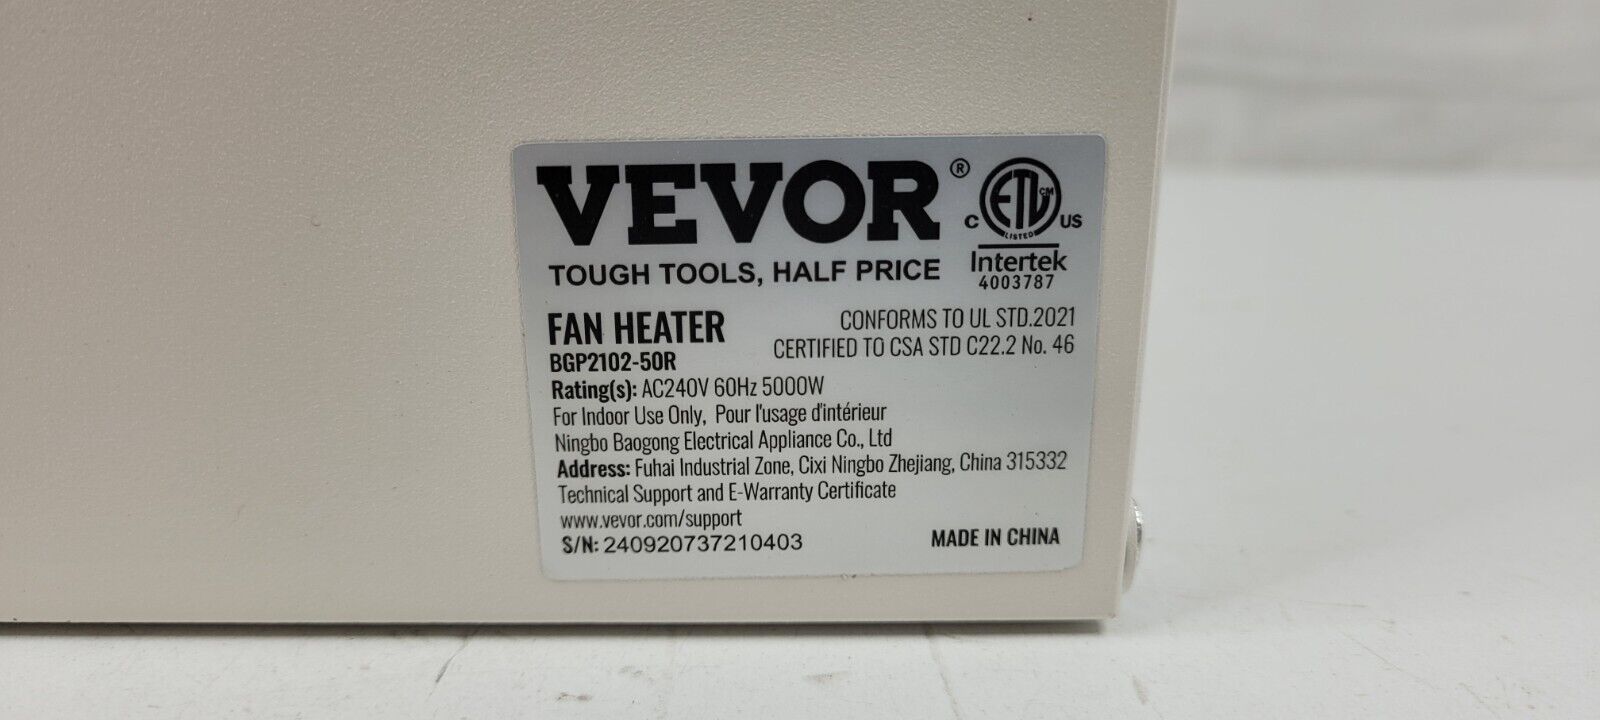 VEVOR®
TOUGH TOOLS, HALF PRICE
C ETL CM US
LISTED
Intertek
4003787
FAN HEATER
BGP2102-50R
CONFORMS TO UL STD.2021
CERTIFIED TO CSA STD C22.2 No. 46
Rating(s): AC240V 60Hz 5000W
For Indoor Use Only, Pour l'usage d'intérieur
Ningbo Baogong Electrical Appliance Co., Ltd
Address: Fuhai Industrial Zone, Cixi Ningbo Zhejiang, China 315332
Technical Support and E-Warranty Certificate
www.vevor.com/support
S/N: 240920737210403
MADE IN CHINA